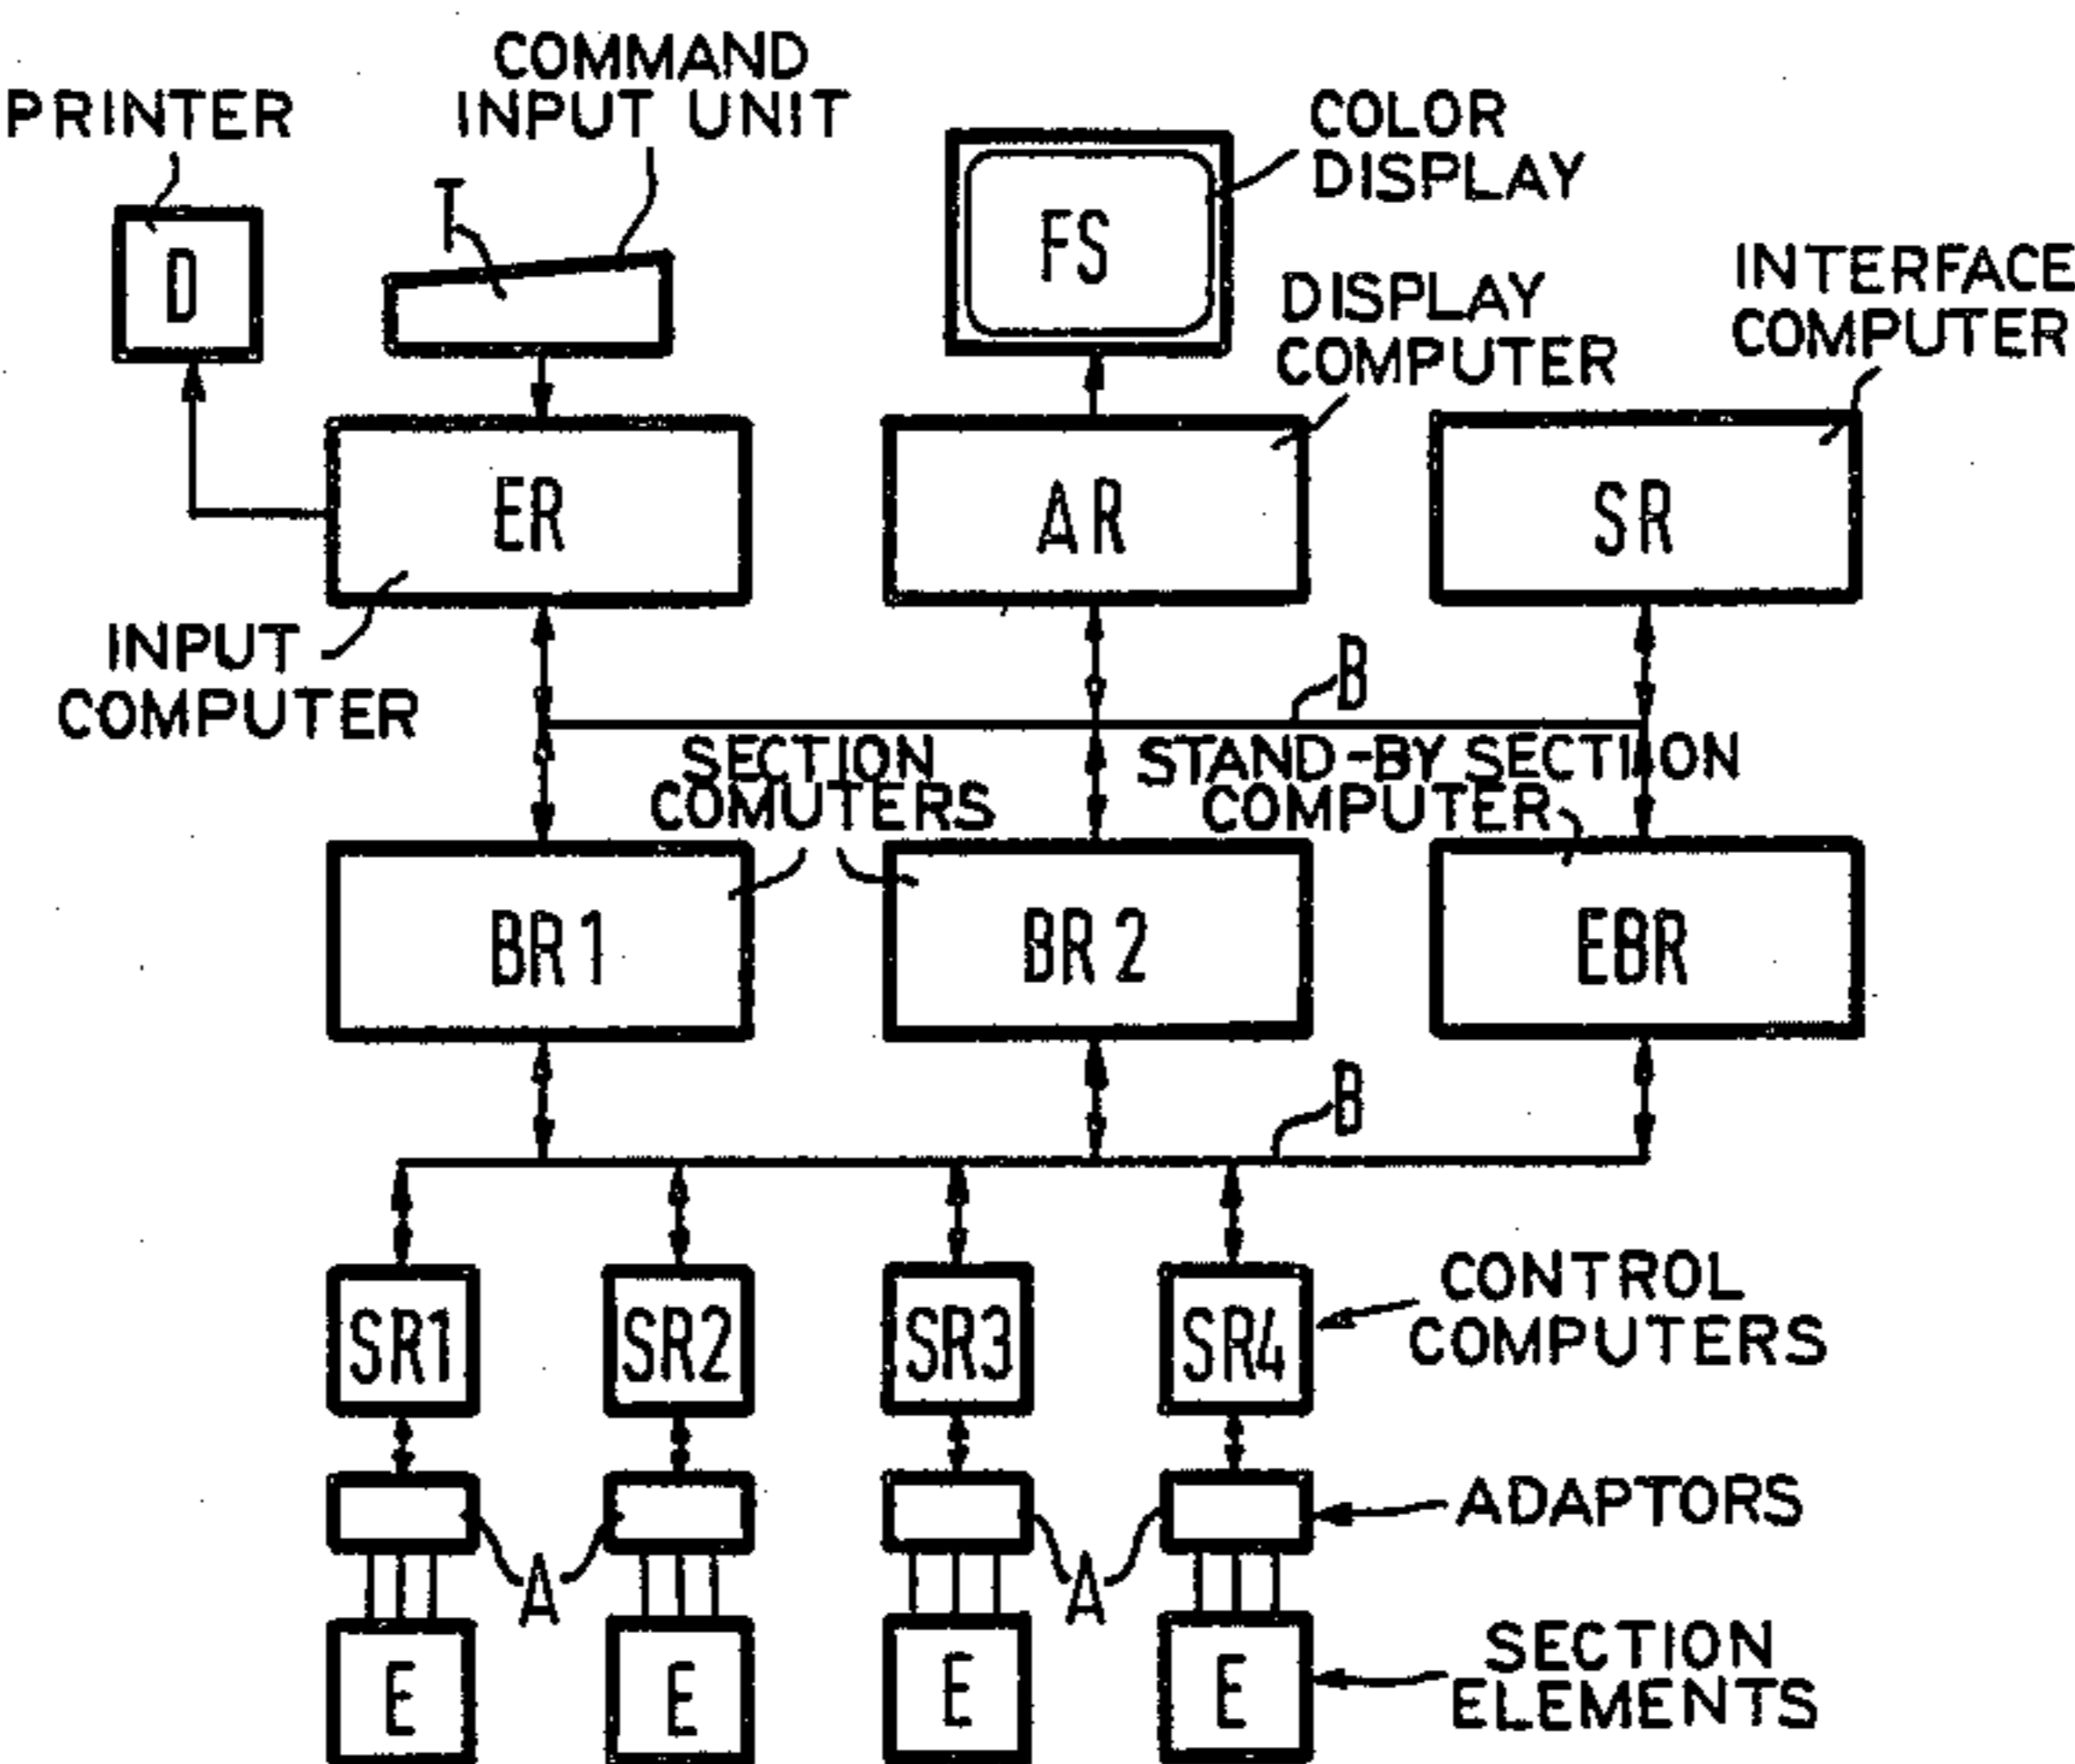 COMMAND
INPUT UNIT
PRINTER
COLOR
DISPLAY
T
FS
D
INTERFACE
COMPUTER
DISPLAY
COMPUTER
ER
AR
SR
INPUT
COMPUTER
B
SECTION
COMUTERS
STAND-BY SECTION
COMPUTER
BR1
BR2
EBR
B
SR1
SR2
SR3
SR4
CONTROL
COMPUTERS
ADAPTORS
A
A
E
E
E
E
SECTION
ELEMENTS